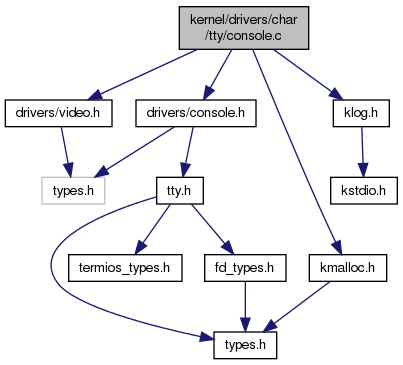 kernel/drivers/char
/tty/console.c
drivers/video.h
drivers/console.h
klog.h
types.h
tty.h
kstdio.h
termios_types.h
fd_types.h
kmalloc.h
types.h